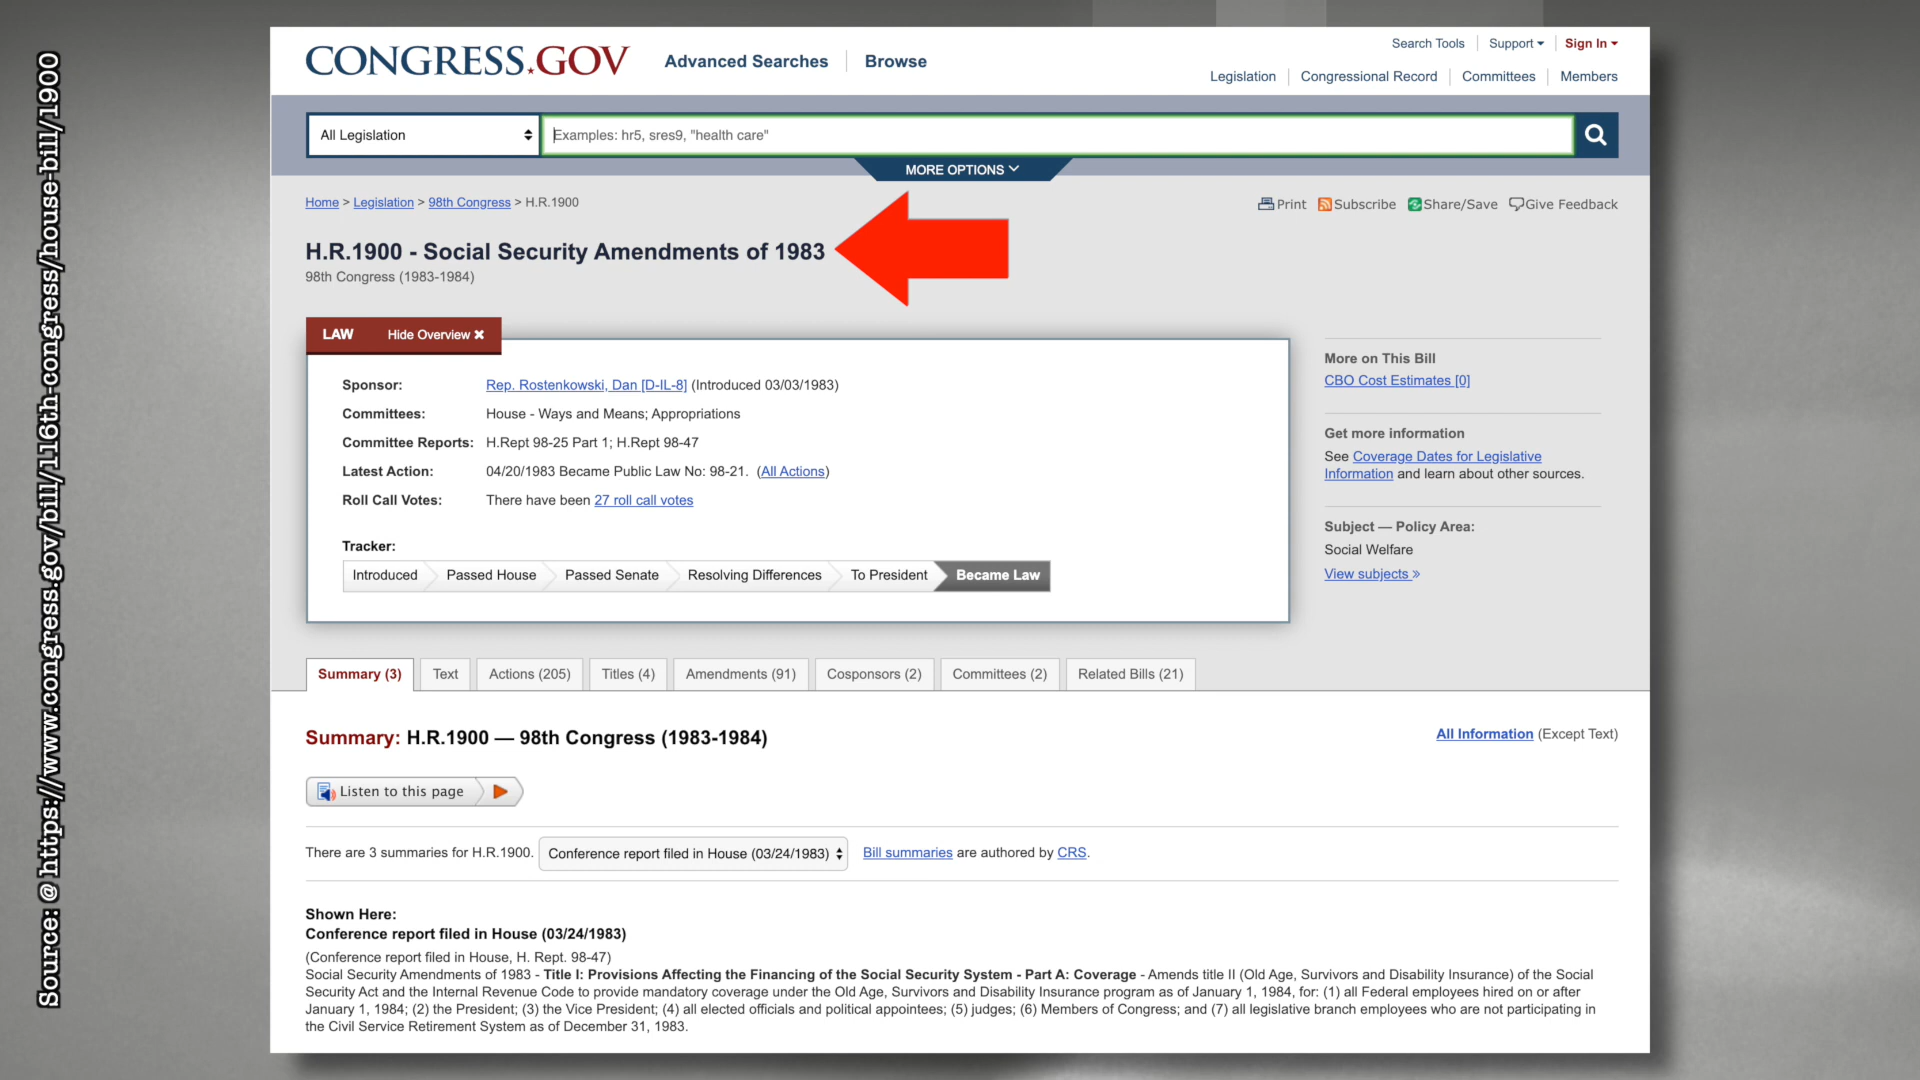 Source: @ https://www.congress.gov/bill/116th-congress/house-bill/1900
CONGRESS.GOV
Advanced Searches
Browse
Search Tools
Support
Sign In
Legislation
Congressional Record
Committees
Members
All Legislation
Examples: hr5, sres9, "health care"
MORE OPTIONS
Home > Legislation > 98th Congress > H.R.1900
Print
Subscribe
Share/Save
Give Feedback
H.R.1900 - Social Security Amendments of 1983
98th Congress (1983-1984)
LAW
Hide Overview ✖
Sponsor: Rep. Rostenkowski, Dan [D-IL-8] (Introduced 03/03/1983)
Committees: House - Ways and Means; Appropriations
Committee Reports: H.Rept 98-25 Part 1; H.Rept 98-47
Latest Action: 04/20/1983 Became Public Law No: 98-21. (All Actions)
Roll Call Votes: There have been 27 roll call votes
Tracker:
Introduced
Passed House
Passed Senate
Resolving Differences
To President
Became Law
More on This Bill
CBO Cost Estimates [0]
Get more information
See Coverage Dates for Legislative
Information and learn about other sources.
Subject — Policy Area:
Social Welfare
View subjects »
Summary (3)
Text
Actions (205)
Titles (4)
Amendments (91)
Cosponsors (2)
Committees (2)
Related Bills (21)
Summary: H.R.1900 — 98th Congress (1983-1984)
All Information (Except Text)
Listen to this page
There are 3 summaries for H.R.1900. Conference report filed in House (03/24/1983) Bill summaries are authored by CRS.
Shown Here:
Conference report filed in House (03/24/1983)
(Conference report filed in House, H. Rept. 98-47)
Social Security Amendments of 1983 - Title I: Provisions Affecting the Financing of the Social Security System - Part A: Coverage - Amends title II (Old Age, Survivors and Disability Insurance) of the Social
Security Act and the Internal Revenue Code to provide mandatory coverage under the Old Age, Survivors and Disability Insurance program as of January 1, 1984, for: (1) all Federal employees hired on or after
January 1, 1984; (2) the President; (3) the Vice President; (4) all elected officials and political appointees; (5) judges; (6) Members of Congress; and (7) all legislative branch employees who are not participating in
the Civil Service Retirement System as of December 31, 1983.